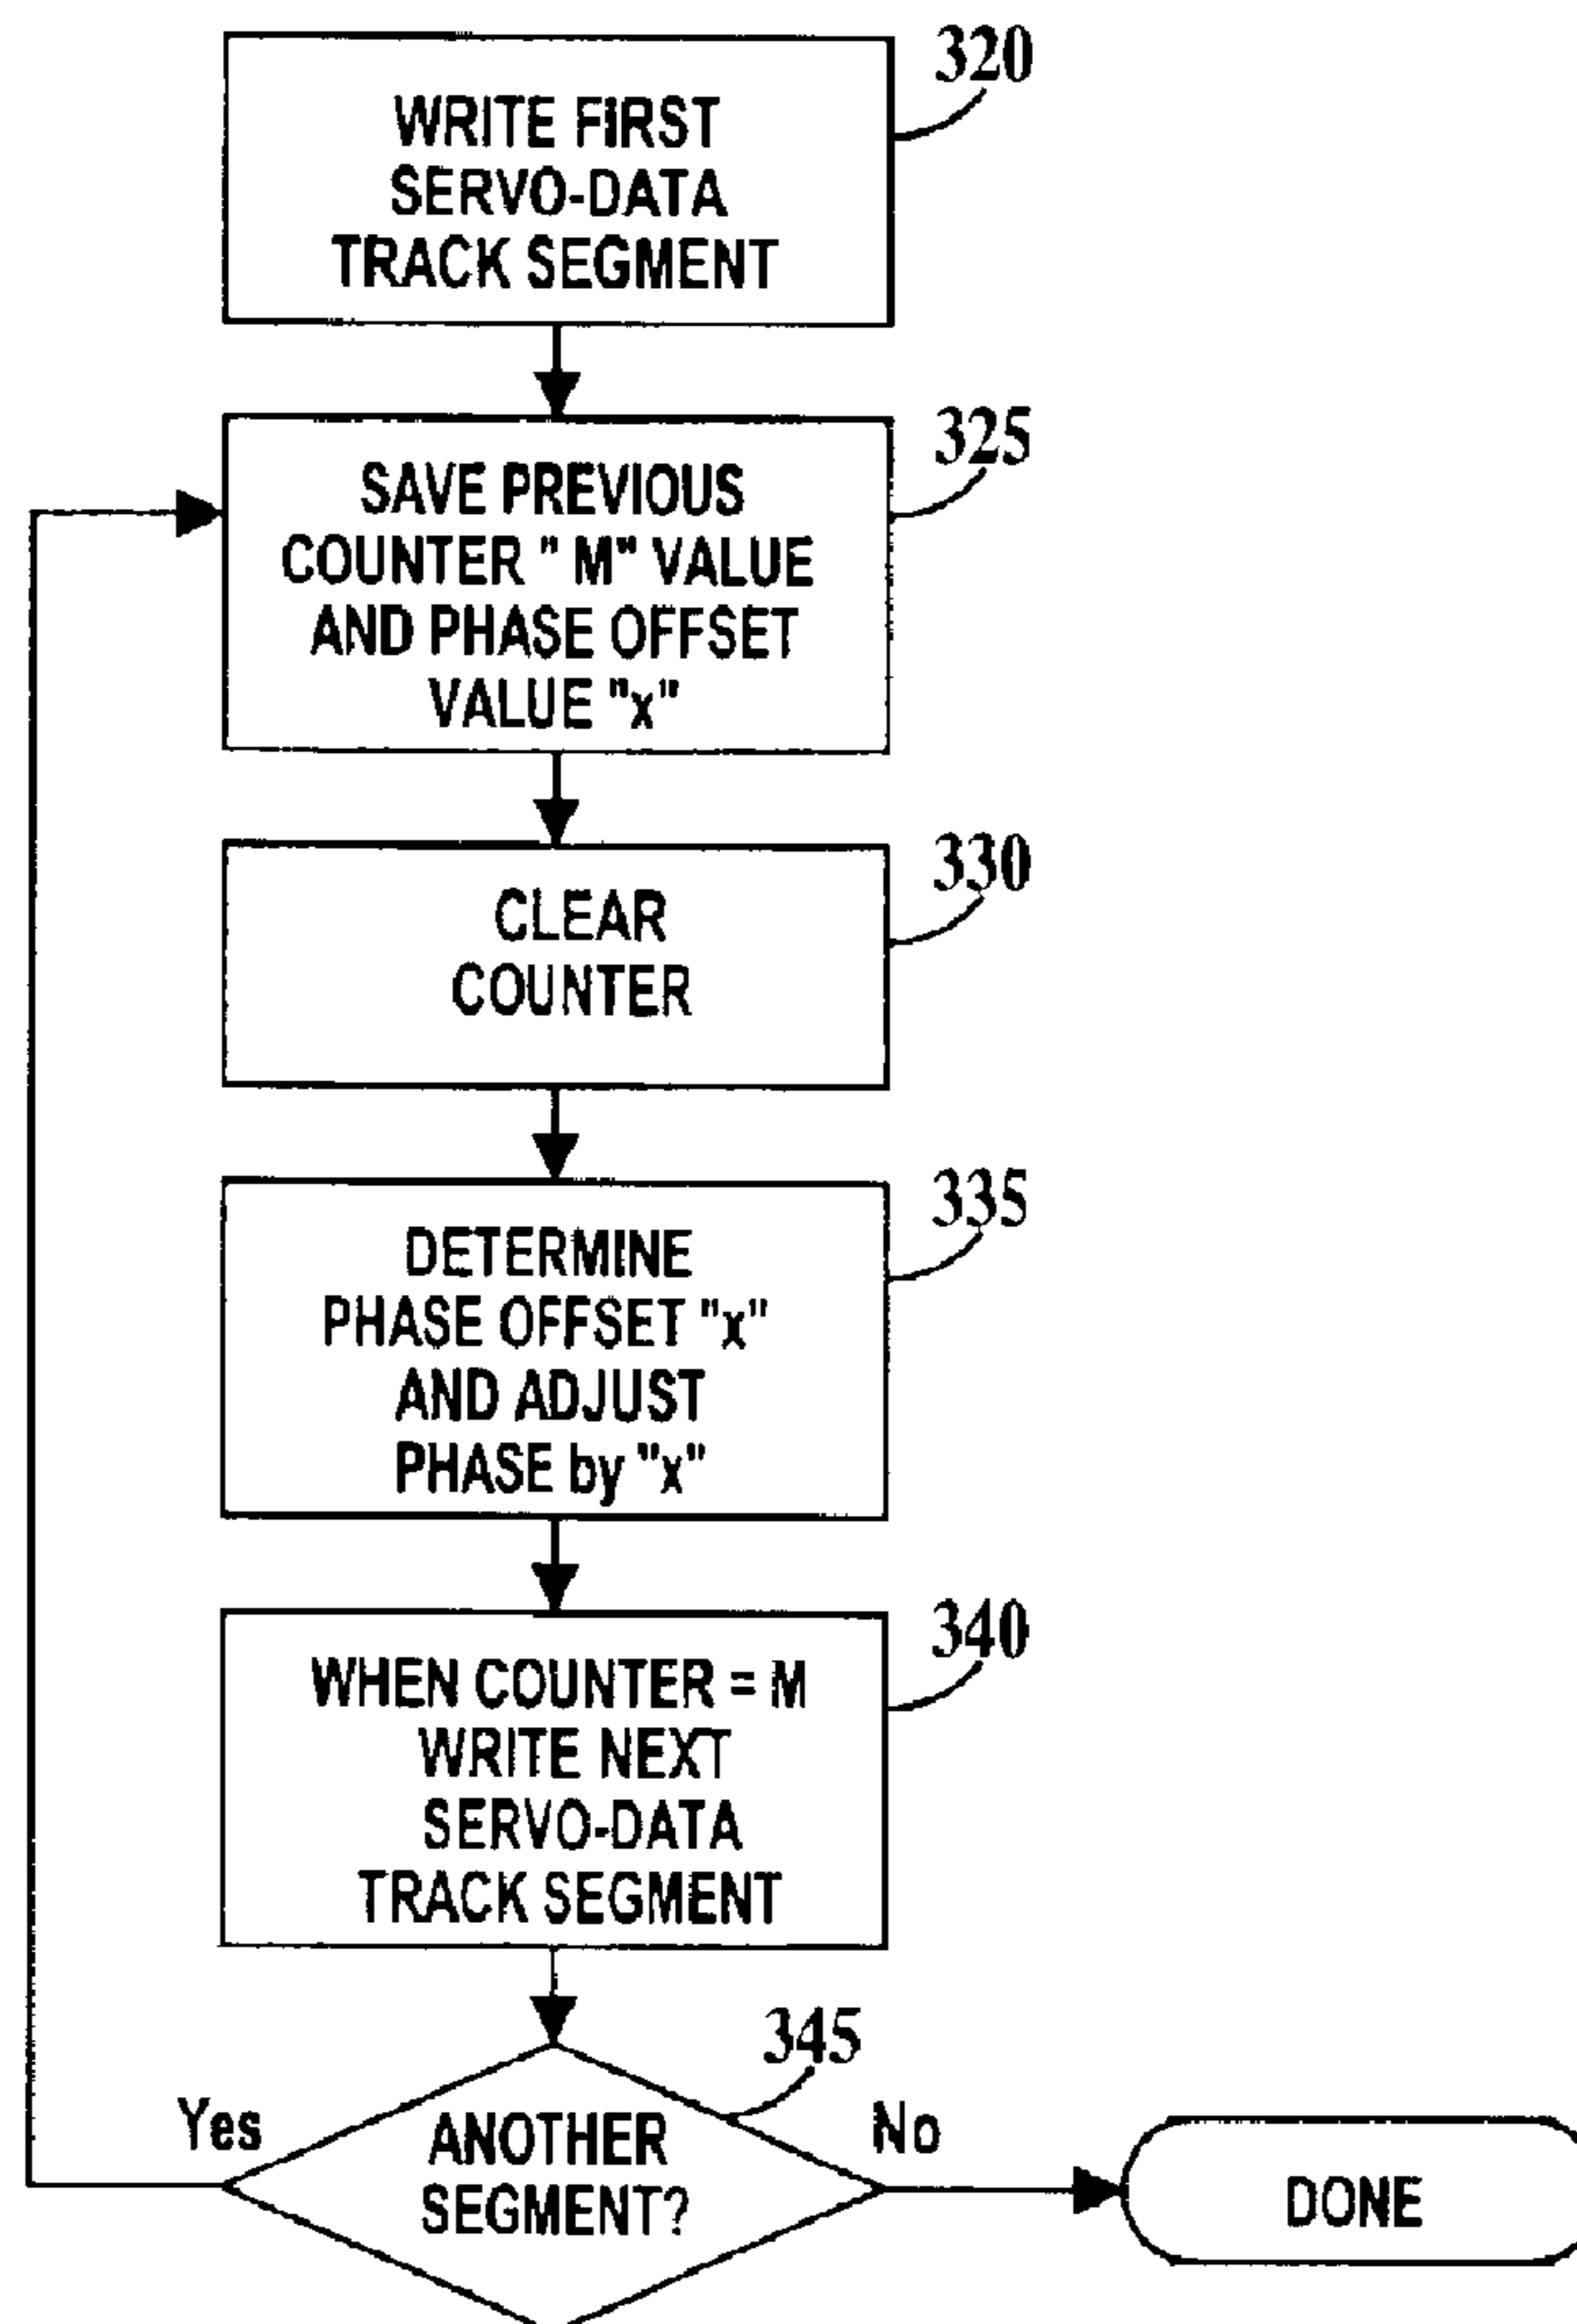 320
WRITE FIRST
SERVO-DATA
TRACK SEGMENT
325
SAVE PREVIOUS
COUNTER " M" VALUE
AND PHASE OFFSET
VALUE "x"
330
CLEAR
COUNTER
335
DETERMINE
PHASE OFFSET "x"
AND ADJUST
PHASE by "x"
340
WHEN COUNTER = M
WRITE NEXT
SERVO-DATA
TRACK SEGMENT
345
Yes
ANOTHER
SEGMENT?
No
DONE